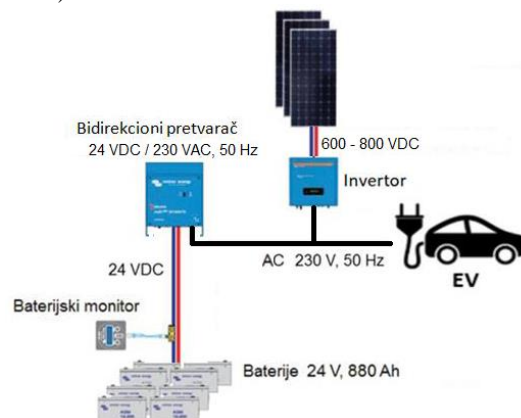 Bidirekcioni pretvarač
24 VDC / 230 VAC, 50 Hz
600 - 800 VDC
Invertor
24 VDC
AC 230 V, 50 Hz
EV
Baterijski monitor
Baterije 24 V, 880 Ah